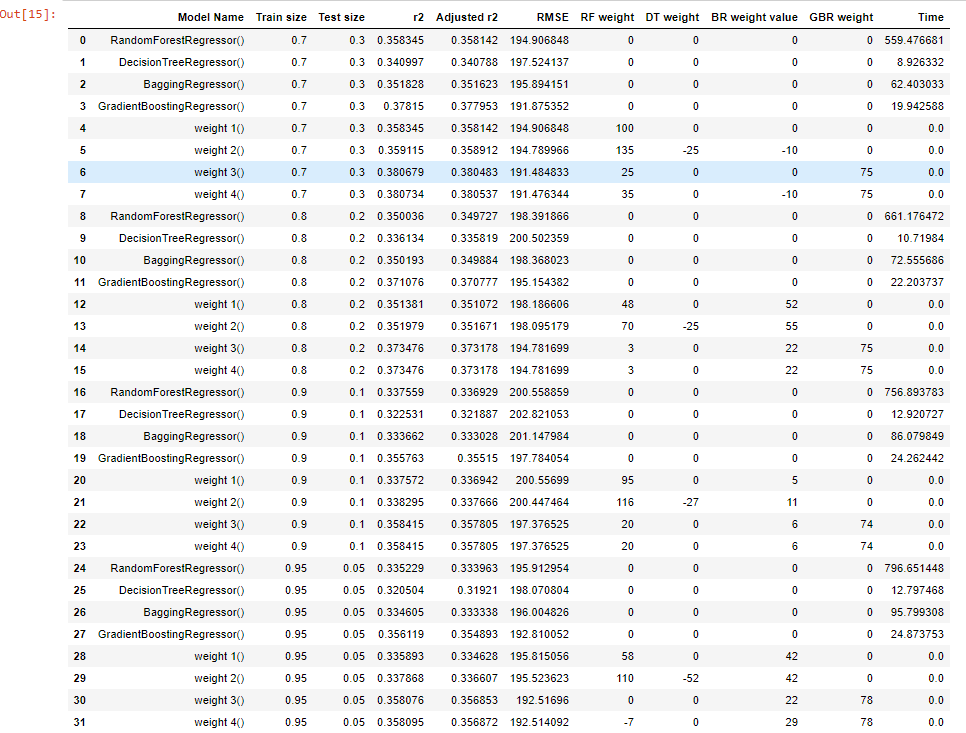 Out[15]:
Model Name Train size Test size r2 Adjusted r2 RMSE RF weight DT weight BR weight value GBR weight Time
0 RandomForestRegressor() 0.7 0.3 0.358345 0.358142 194.906848 0 0 0 0 559.476681
1 DecisionTreeRegressor() 0.7 0.3 0.340997 0.340788 197.524137 0 0 0 0 8.926332
2 BaggingRegressor() 0.7 0.3 0.351828 0.351623 195.894151 0 0 0 0 62.403033
3 GradientBoostingRegressor() 0.7 0.3 0.37815 0.377953 191.875352 0 0 0 0 19.942588
4 weight 1() 0.7 0.3 0.358345 0.358142 194.906848 100 0 0 0 0.0
5 weight 2() 0.7 0.3 0.359115 0.358912 194.789966 135 -25 -10 0 0.0
6 weight 3() 0.7 0.3 0.380679 0.380483 191.484833 25 0 0 75 0.0
7 weight 4() 0.7 0.3 0.380734 0.380537 191.476344 35 0 -10 75 0.0
8 RandomForestRegressor() 0.8 0.2 0.350036 0.349727 198.391866 0 0 0 0 661.176472
9 DecisionTreeRegressor() 0.8 0.2 0.336134 0.335819 200.502359 0 0 0 0 10.71984
10 BaggingRegressor() 0.8 0.2 0.350193 0.349884 198.368023 0 0 0 0 72.555686
11 GradientBoostingRegressor() 0.8 0.2 0.371076 0.370777 195.154382 0 0 0 0 22.203737
12 weight 1() 0.8 0.2 0.351381 0.351072 198.186606 48 0 52 0 0.0
13 weight 2() 0.8 0.2 0.351979 0.351671 198.095179 70 -25 55 0 0.0
14 weight 3() 0.8 0.2 0.373476 0.373178 194.781699 3 0 22 75 0.0
15 weight 4() 0.8 0.2 0.373476 0.373178 194.781699 3 0 22 75 0.0
16 RandomForestRegressor() 0.9 0.1 0.337559 0.336929 200.558859 0 0 0 0 756.893783
17 DecisionTreeRegressor() 0.9 0.1 0.322531 0.321887 202.821053 0 0 0 0 12.920727
18 BaggingRegressor() 0.9 0.1 0.333662 0.333028 201.147984 0 0 0 0 86.079849
19 GradientBoostingRegressor() 0.9 0.1 0.355763 0.35515 197.784054 0 0 0 0 24.262442
20 weight 1() 0.9 0.1 0.337572 0.336942 200.55699 95 0 5 0 0.0
21 weight 2() 0.9 0.1 0.338295 0.337666 200.447464 116 -27 11 0 0.0
22 weight 3() 0.9 0.1 0.358415 0.357805 197.376525 20 0 6 74 0.0
23 weight 4() 0.9 0.1 0.358415 0.357805 197.376525 20 0 6 74 0.0
24 RandomForestRegressor() 0.95 0.05 0.335229 0.333963 195.912954 0 0 0 0 796.651448
25 DecisionTreeRegressor() 0.95 0.05 0.320504 0.31921 198.070804 0 0 0 0 12.797468
26 BaggingRegressor() 0.95 0.05 0.334605 0.333338 196.004826 0 0 0 0 95.799308
27 GradientBoostingRegressor() 0.95 0.05 0.356119 0.354893 192.810052 0 0 0 0 24.873753
28 weight 1() 0.95 0.05 0.335893 0.334628 195.815056 58 0 42 0 0.0
29 weight 2() 0.95 0.05 0.337868 0.336607 195.523623 110 -52 42 0 0.0
30 weight 3() 0.95 0.05 0.358076 0.356853 192.51696 0 0 22 78 0.0
31 weight 4() 0.95 0.05 0.358095 0.356872 192.514092 -7 0 29 78 0.0